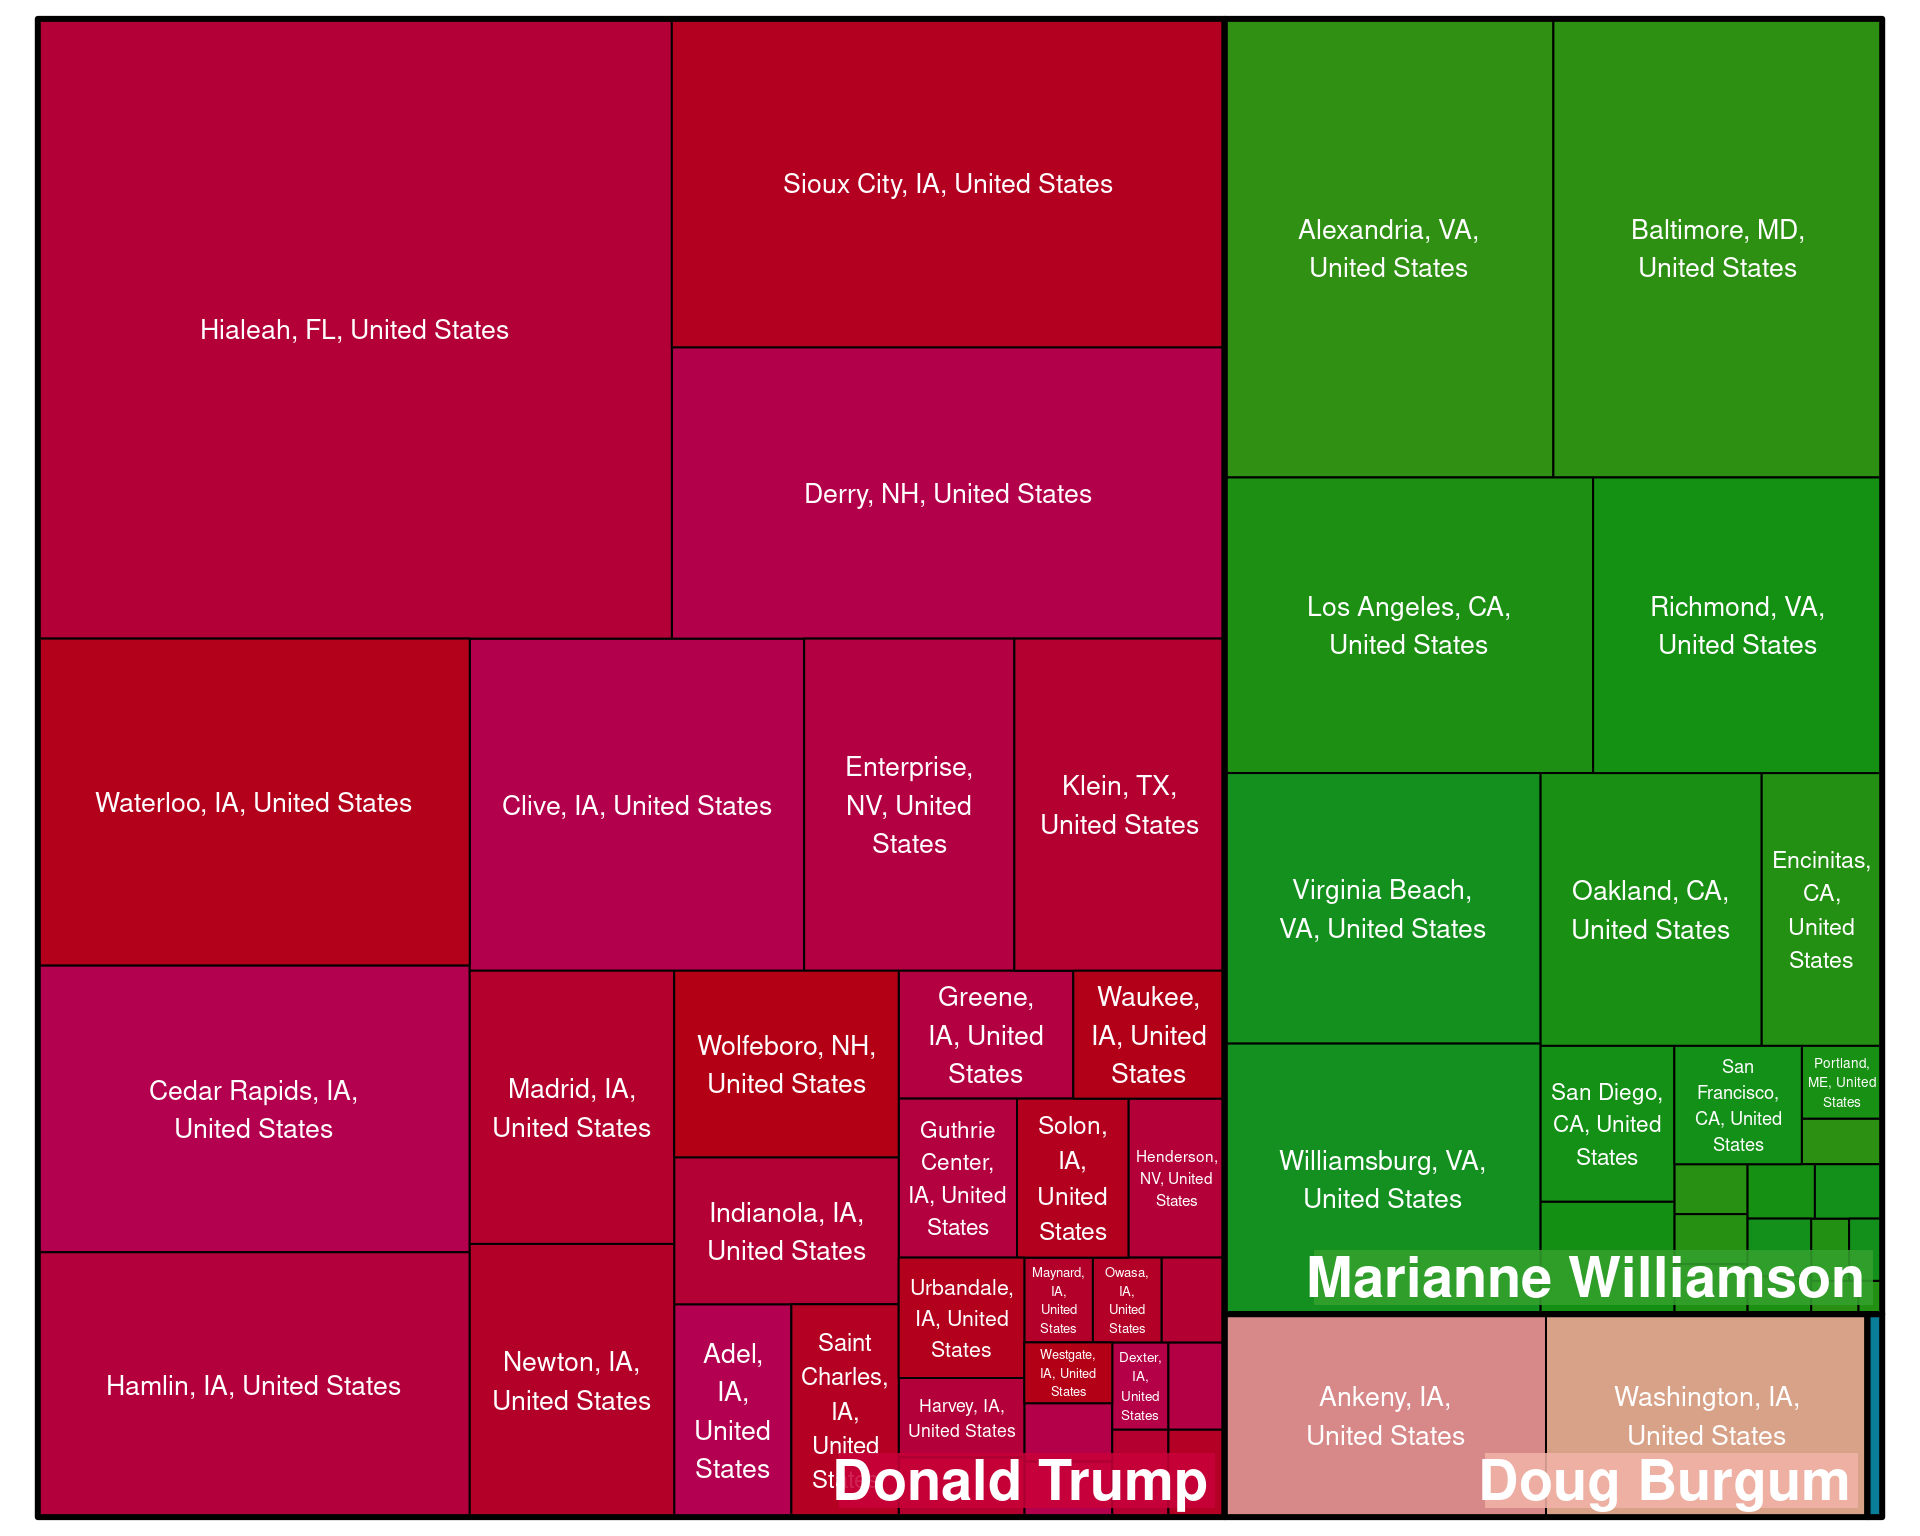 Hialeah, FL, United States
Sioux City, IA, United States
Derry, NH, United States
Waterloo, IA, United States
Clive, IA, United States
Enterprise,
NV, United
States
Klein, TX,
United States
Cedar Rapids, IA,
United States
Hamlin, IA, United States
Madrid, IA,
United States
Newton, IA,
United States
Wolfeboro, NH,
United States
Indianola, IA,
United States
Adel,
IA,
United
States
Saint
Charles,
IA,
United
States
Greene,
IA, United
States
Waukee,
IA, United
States
Guthrie
Center,
IA, United
States
Solon,
IA,
United
States
Henderson,
NV, United
States
Urbandale,
IA, United
States
Harvey, IA,
United States
Maynard,
IA,
United
States
Owasa,
IA,
United
States
Westgate,
IA, United
States
Dexter,
IA,
United
States
Donald Trump
Alexandria, VA,
United States
Baltimore, MD,
United States
Los Angeles, CA,
United States
Richmond, VA,
United States
Virginia Beach,
VA, United States
Oakland, CA,
United States
Encinitas,
CA,
United
States
Williamsburg, VA,
United States
San Diego,
CA, United
States
San
Francisco,
CA, United
States
Portland,
ME, United
States
Marianne Williamson
Ankeny, IA,
United States
Washington, IA,
United States
Doug Burgum